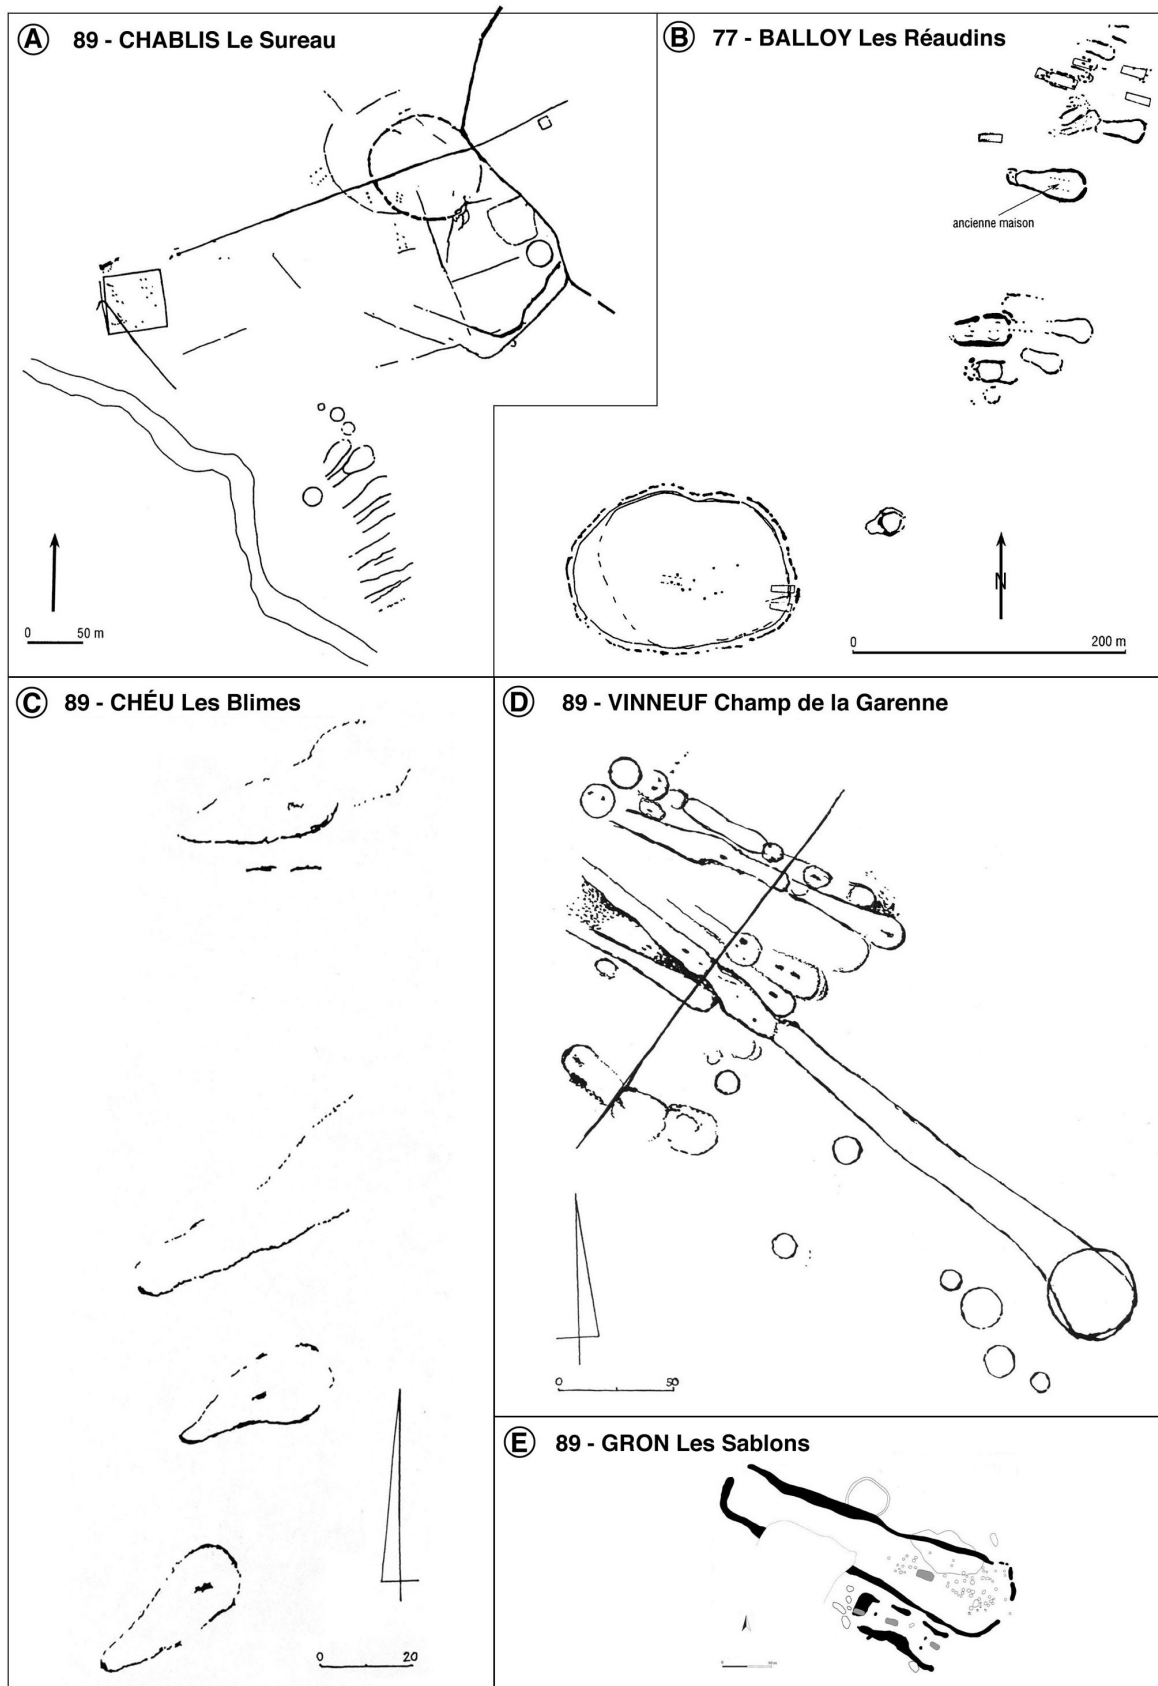 A 89 - CHABLIS Le Sureau
0 50 m
B 77 - BALLOY Les Réaudins
ancienne maison
N
0 200 m
C 89 - CHÉU Les Blimes
0 20
D 89 - VINNEUF Champ de la Garenne
0 50
E 89 - GRON Les Sablons